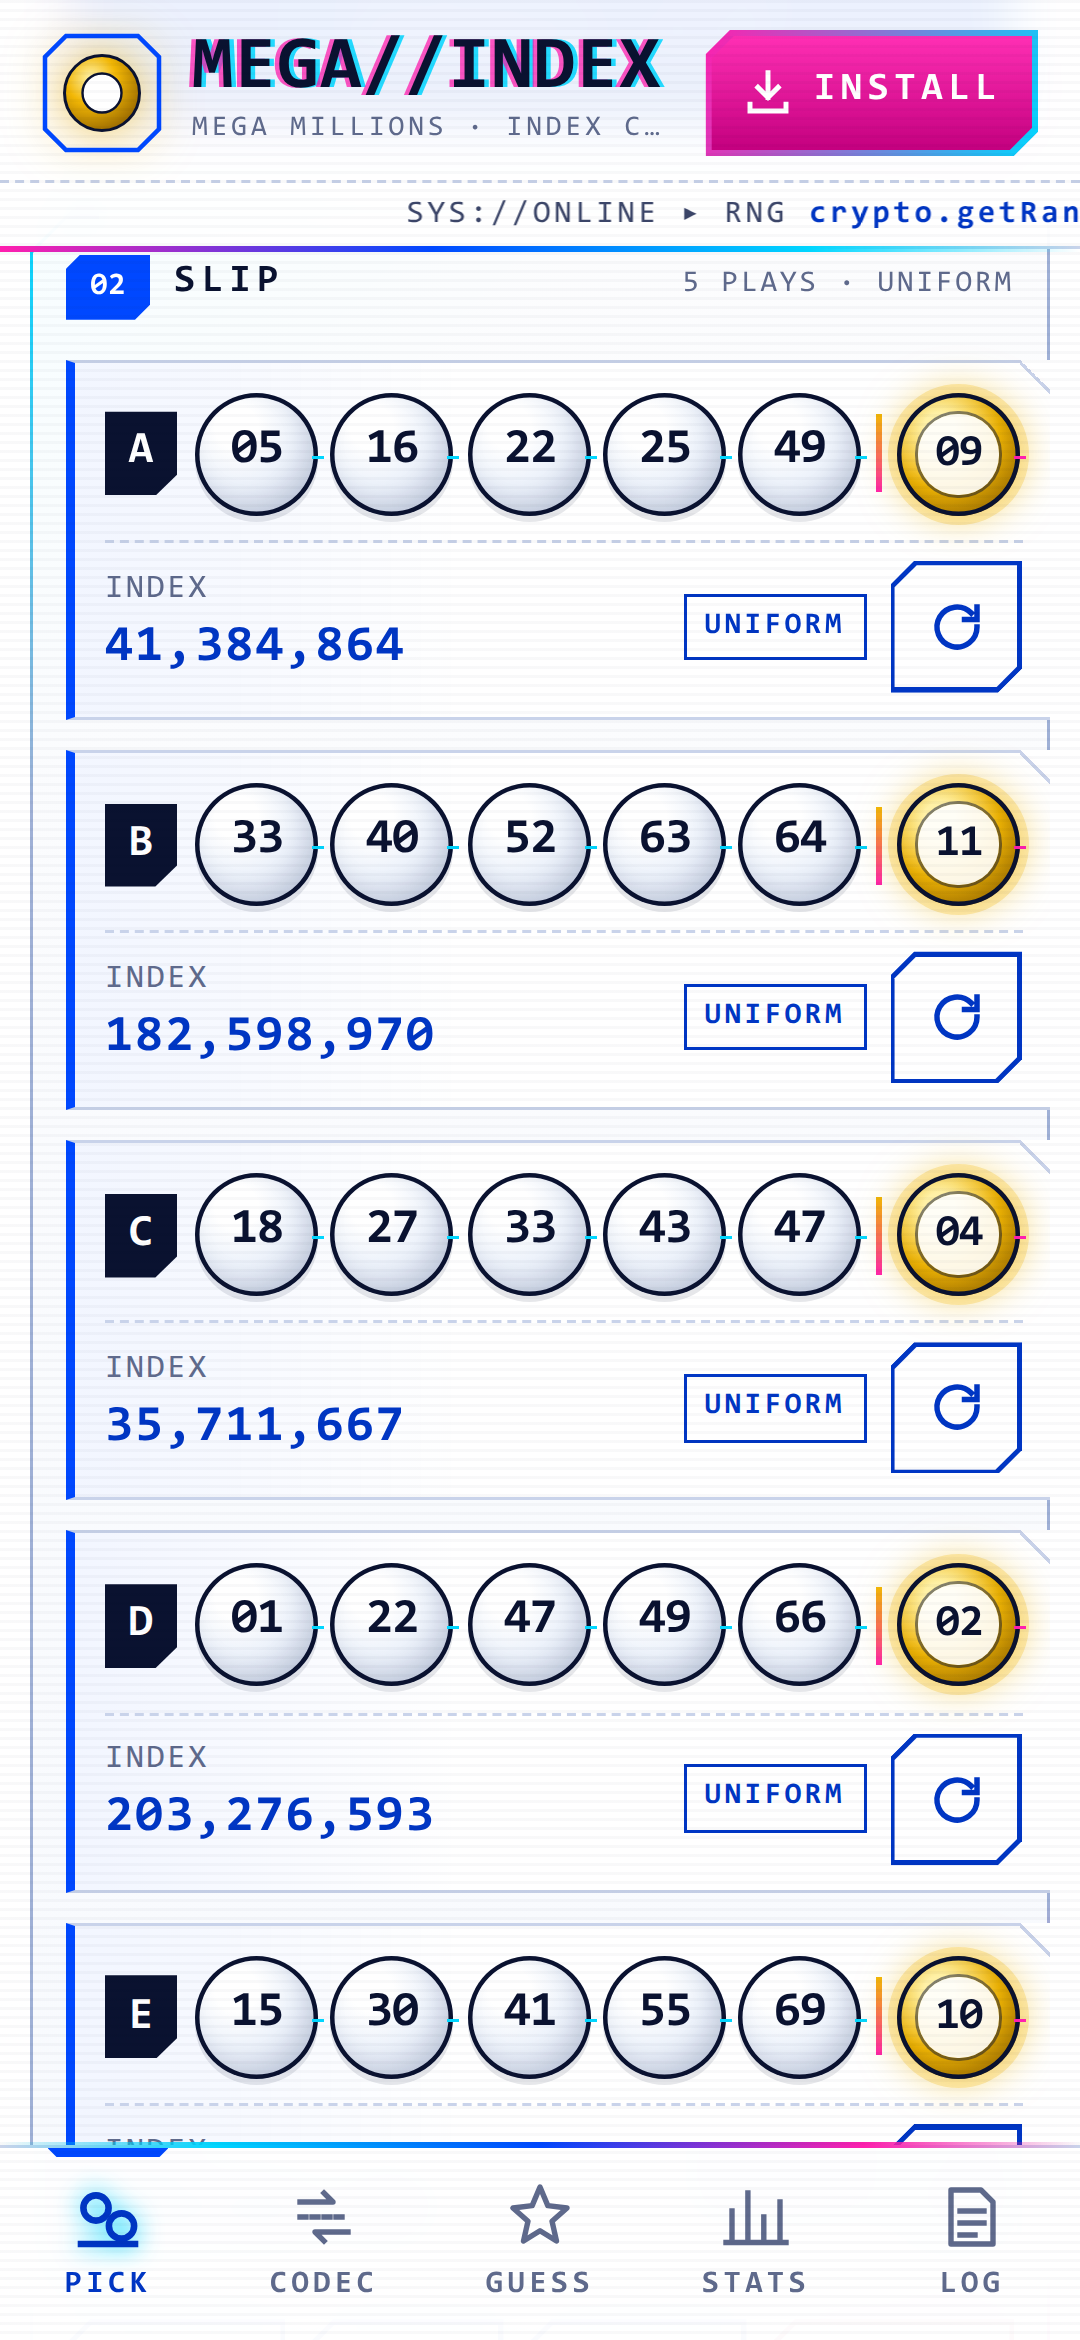 MEGA//INDEX
MEGA MILLIONS · INDEX C…
INSTALL
SYS://ONLINE ▸ RNG crypto.getRan
02 SLIP 5 PLAYS · UNIFORM
A 05 16 22 25 49 09
INDEX
41,384,864 UNIFORM
B 33 40 52 63 64 11
INDEX
182,598,970 UNIFORM
C 18 27 33 43 47 04
INDEX
35,711,667 UNIFORM
D 01 22 47 49 66 02
INDEX
203,276,593 UNIFORM
E 15 30 41 55 69 10
INDEX
PICK CODEC GUESS STATS LOG